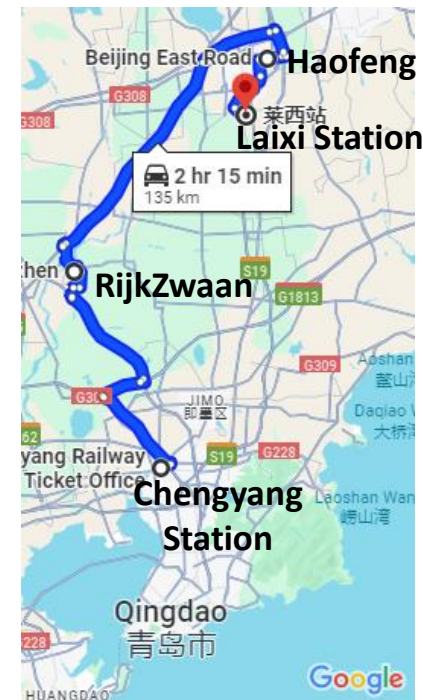 Beijing East Road
Haofeng
G308
G308
莱西站
Laixi Station
2 hr 15 min
135 km
hen
RijkZwaan
S19
G1813
G309
Aoshan
鳌山湾
JIMO
即墨区
Daqiao W
大桥湾
yang Railway
Ticket Office
S19
G228
Chengyang
Station
Laoshan Wan
崂山湾
Qingdao
青岛市
228
HUANGDAO
Google